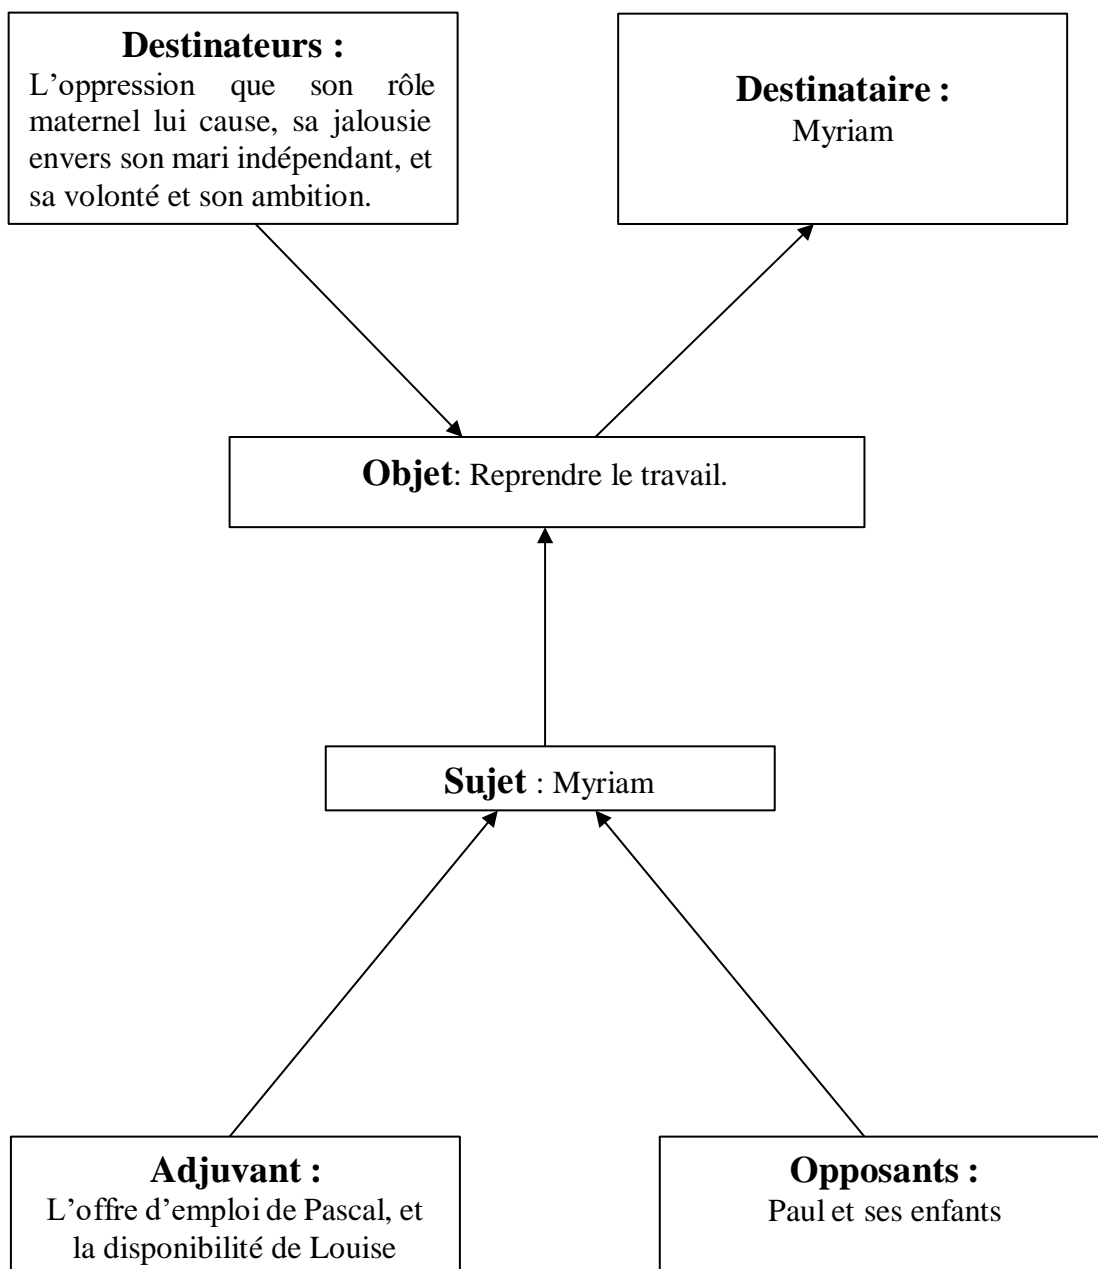 Destinateurs :
L’oppression que son rôle
maternel lui cause, sa jalousie
envers son mari indépendant, et
sa volonté et son ambition.
Destinataire :
Myriam
Objet: Reprendre le travail.
Sujet : Myriam
Adjuvant :
L’offre d’emploi de Pascal, et
la disponibilité de Louise
Opposants :
Paul et ses enfants